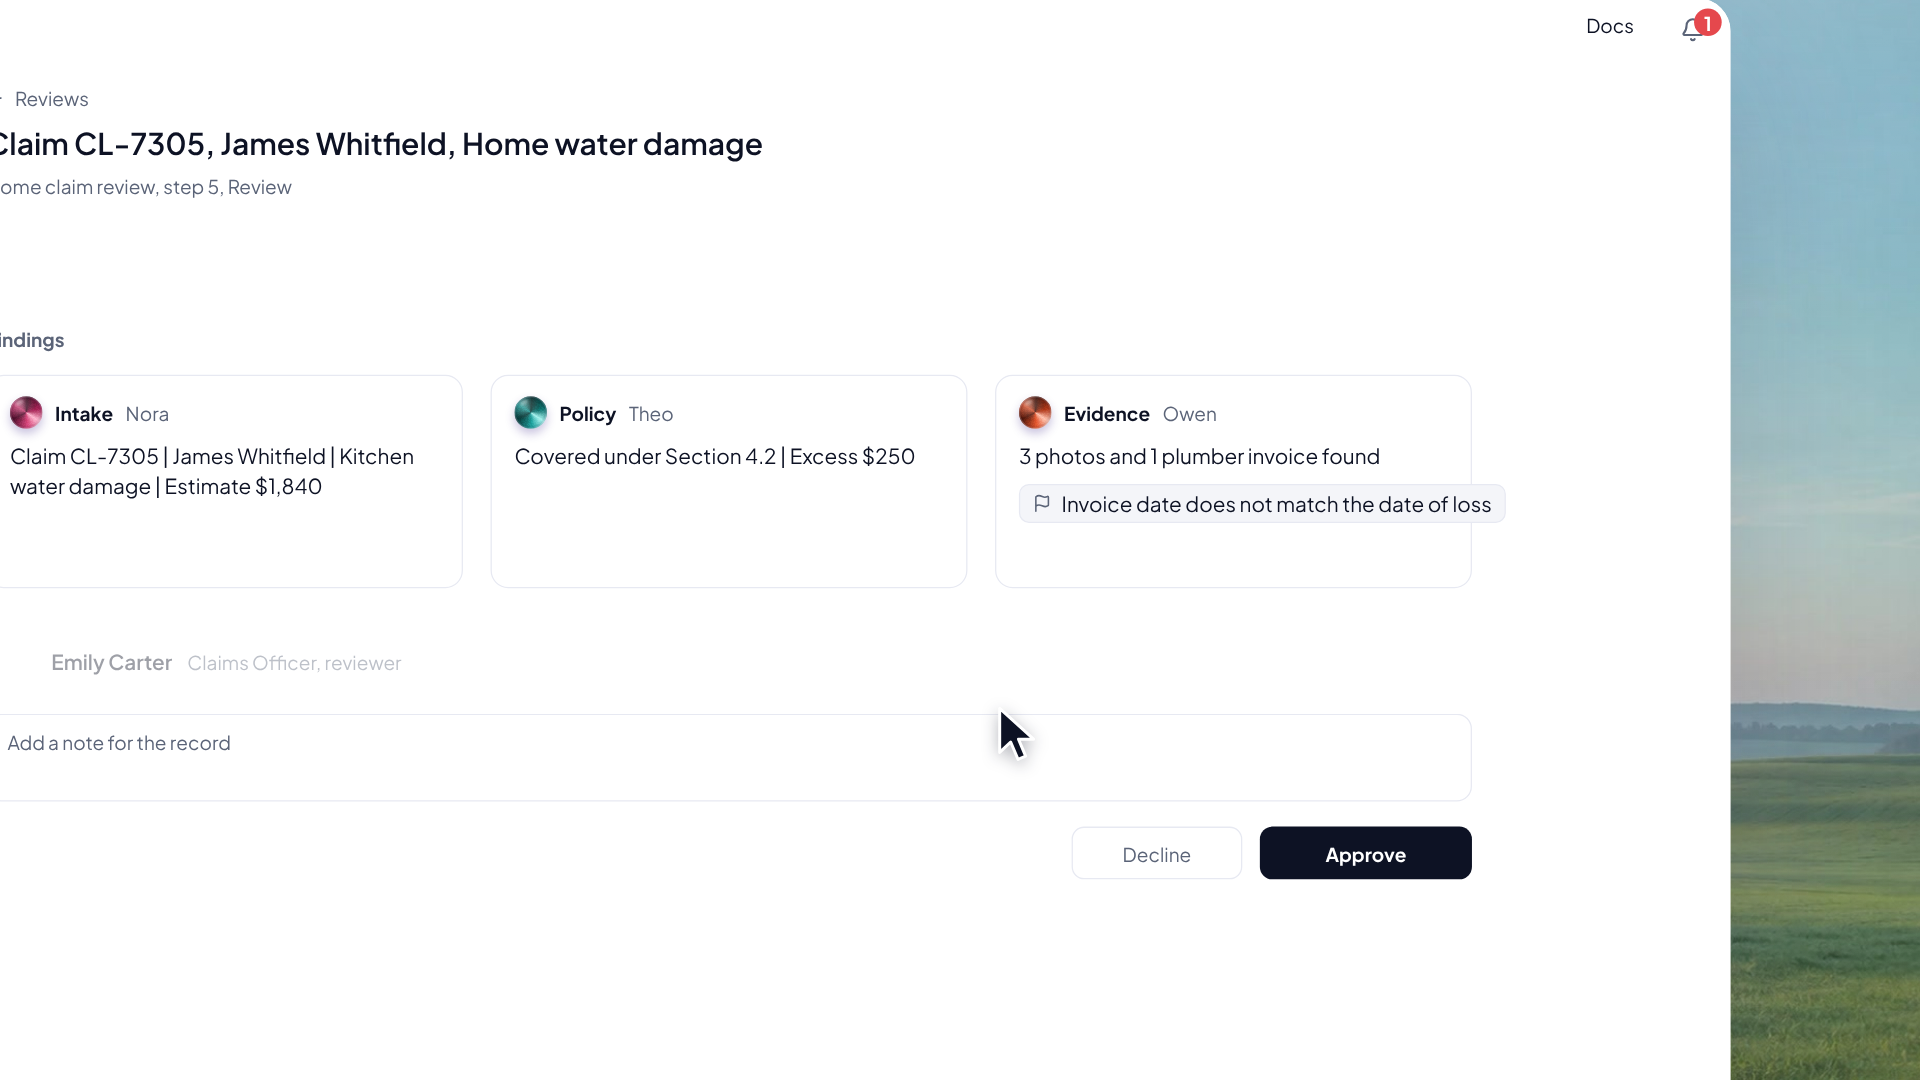 Docs
1
Reviews
Claim CL-7305, James Whitfield, Home water damage
ome claim review, step 5, Review
indings
Intake Nora
Claim CL-7305 | James Whitfield | Kitchen
water damage | Estimate $1,840
Policy Theo
Covered under Section 4.2 | Excess $250
Evidence Owen
3 photos and 1 plumber invoice found
Invoice date does not match the date of loss
Emily Carter Claims Officer, reviewer
Add a note for the record
Decline
Approve